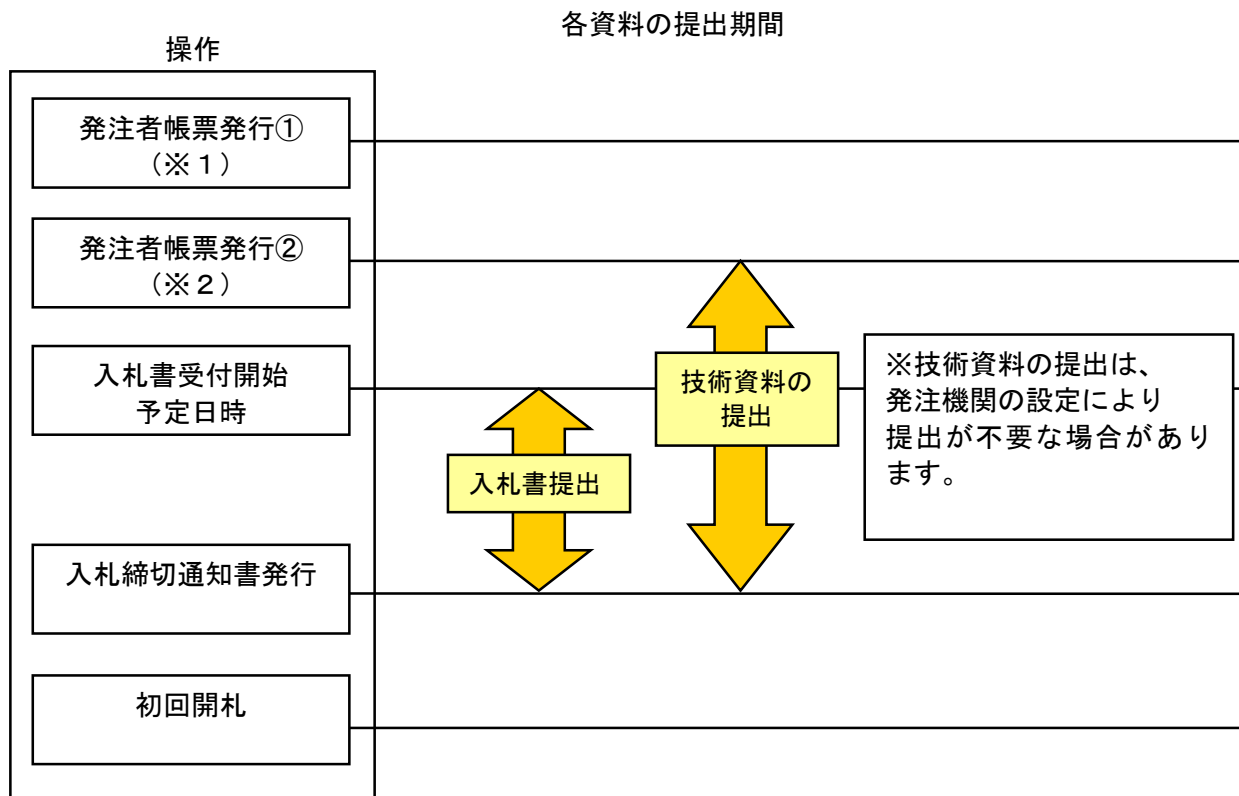 各資料の提出期間
操作
発注者帳票発行①
（※１）
発注者帳票発行②
（※２）
入札書受付開始
予定日時
技術資料の
提出
※技術資料の提出は、
発注機関の設定により
提出が不要な場合があり
ます。
入札書提出
入札締切通知書発行
初回開札